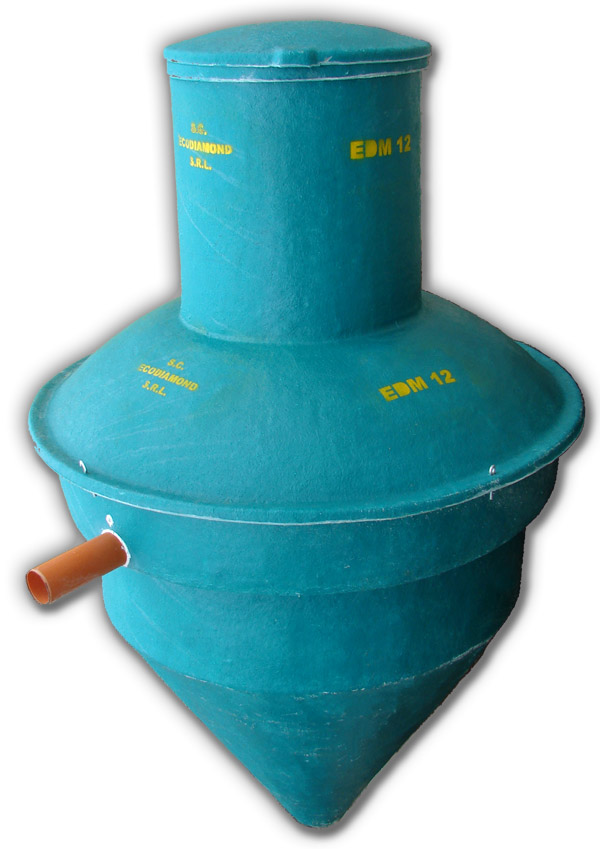 S.C.
ECODIAMOND
S.R.L.
EDM 12
S.C.
ECODIAMOND
S.R.L.
EDM 12